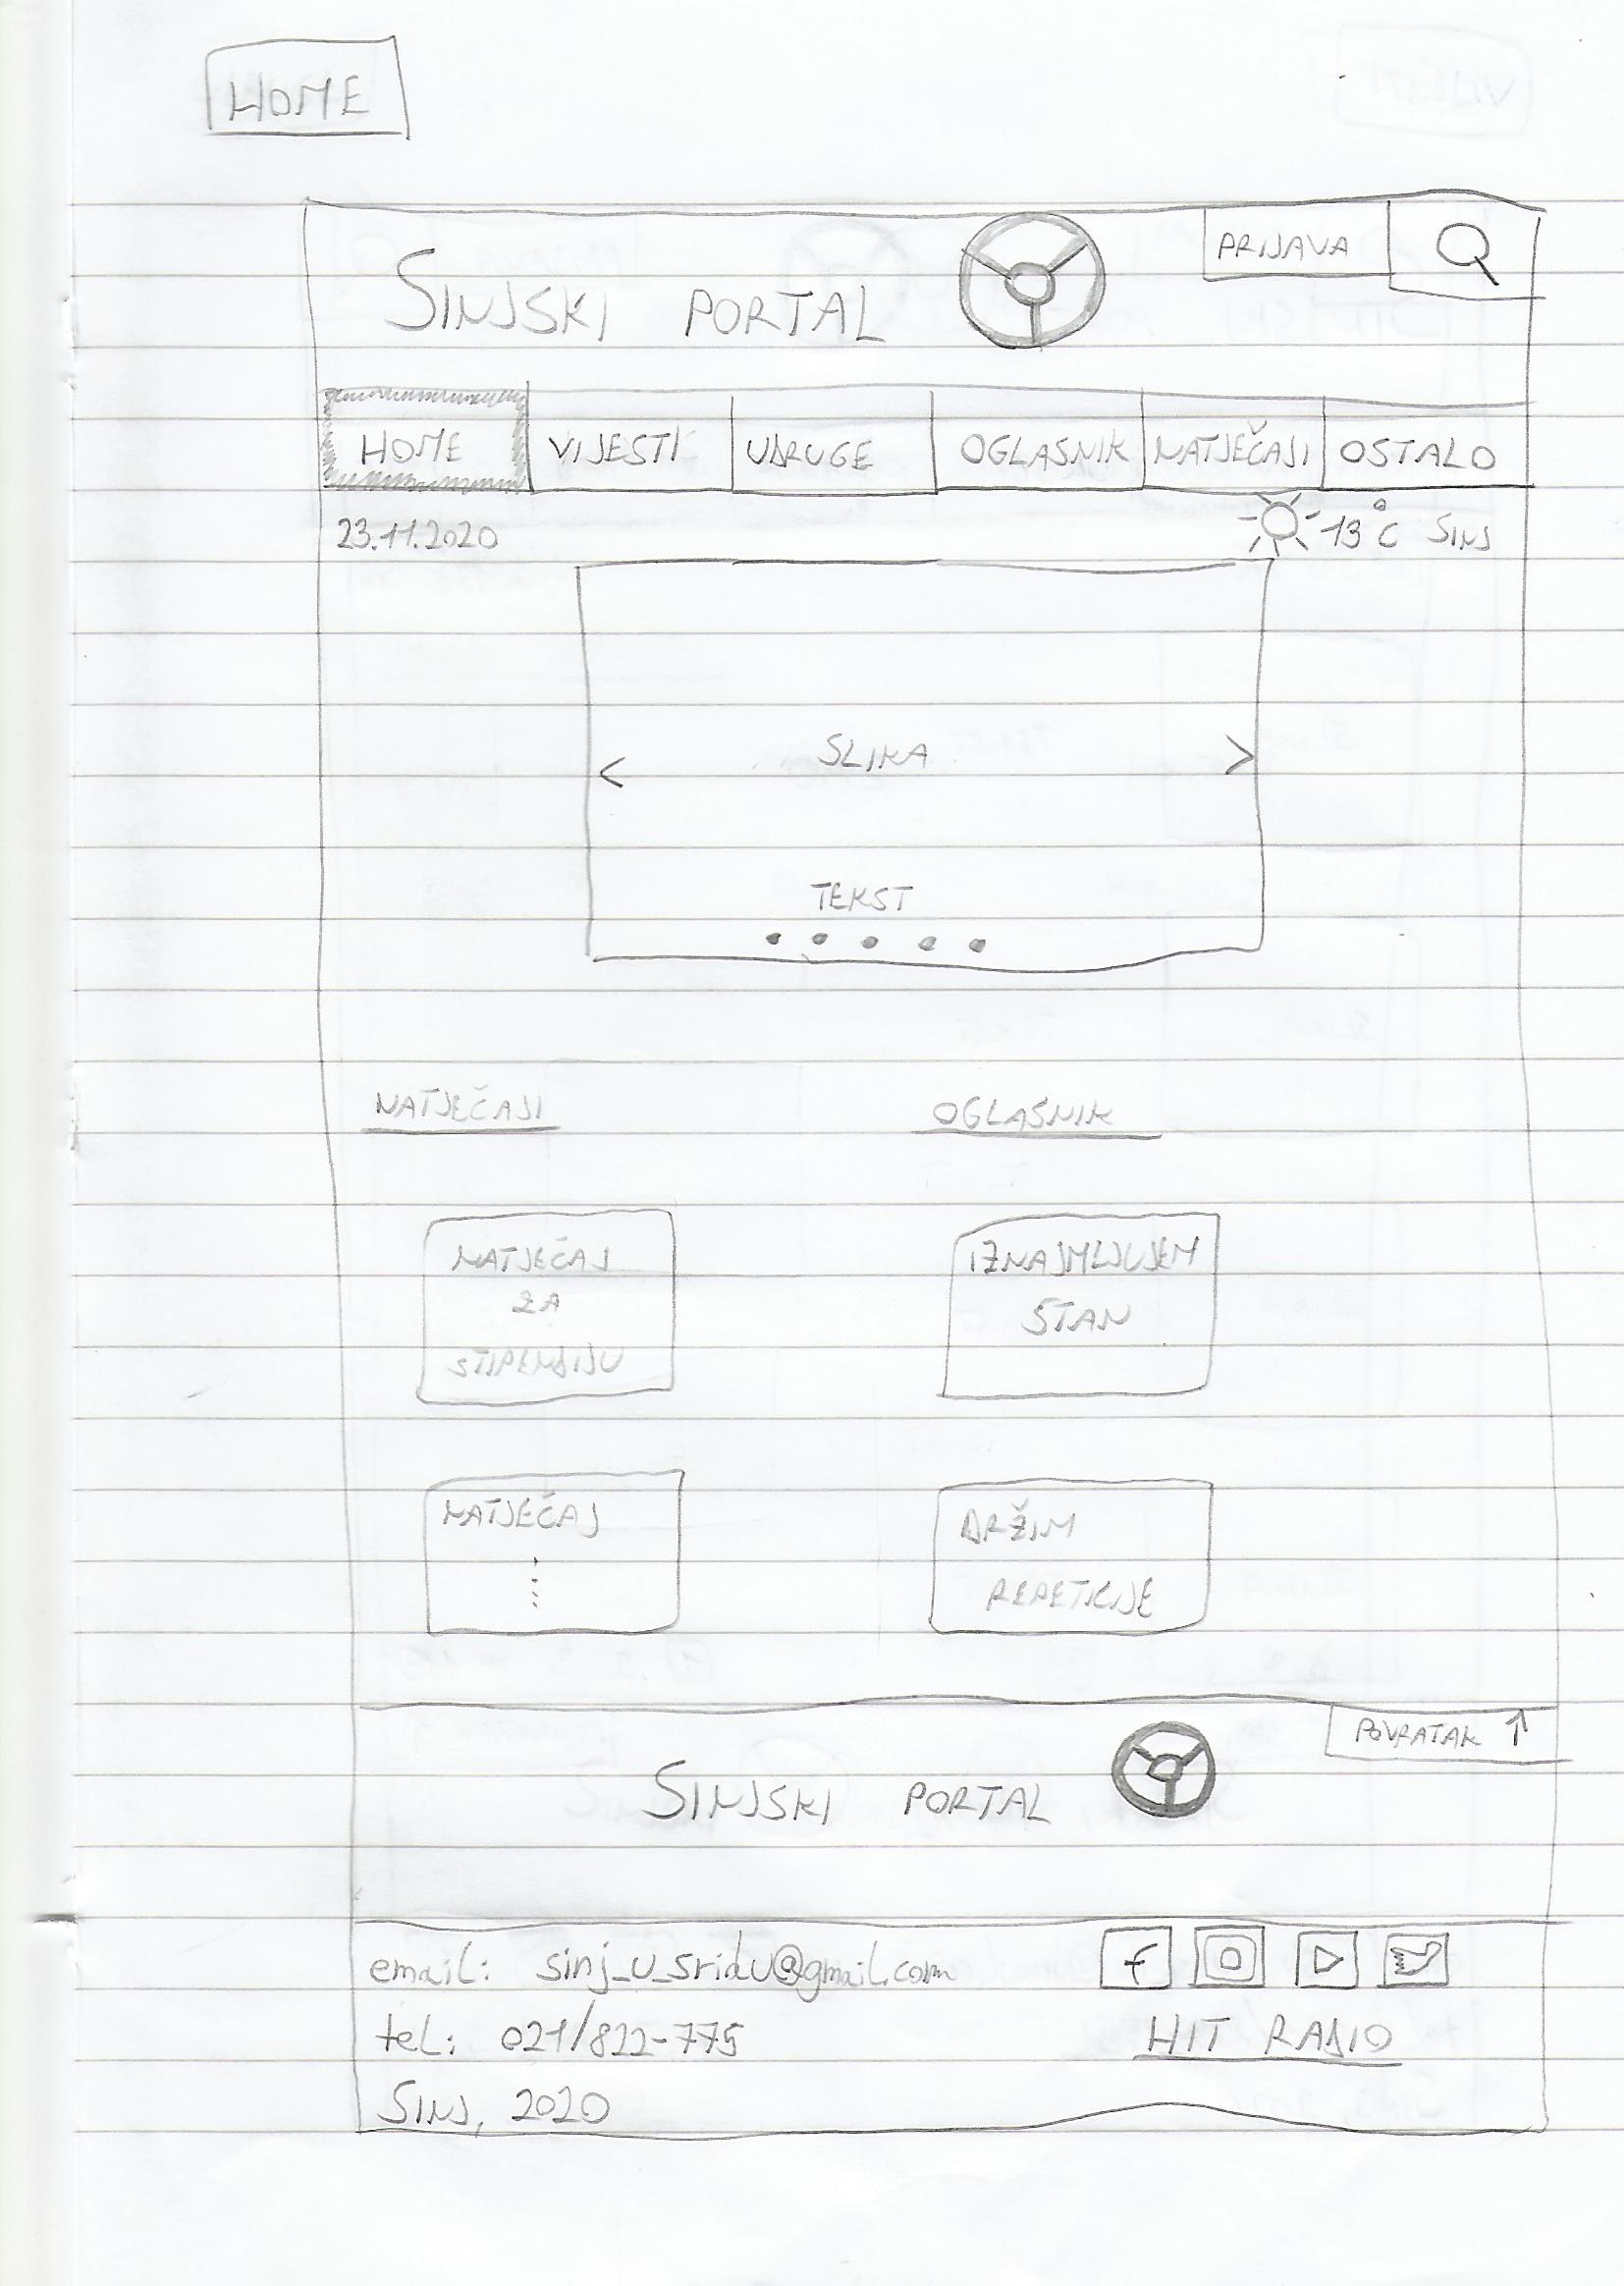 HOME
SINJSKI PORTAL
PRIJAVA
HOME VIJESTI UDRUGE OGLASNIK NATJEČAJI OSTALO
23.11.2020
13°C SINJ
< SLIKA >
TEKST
NATJEČAJI
OGLASNIK
NATJEČAJ
ZA
STIPENDIJU
IZNAJMLJUJEM
STAN
NATJEČAJ
DRŽIM
REPETICIJE
POVRATAK ↑
SINJSKI PORTAL
email: sinj_u_sridu@gmail.com
tel: 021/822-775
HIT RADIO
SINJ, 2020